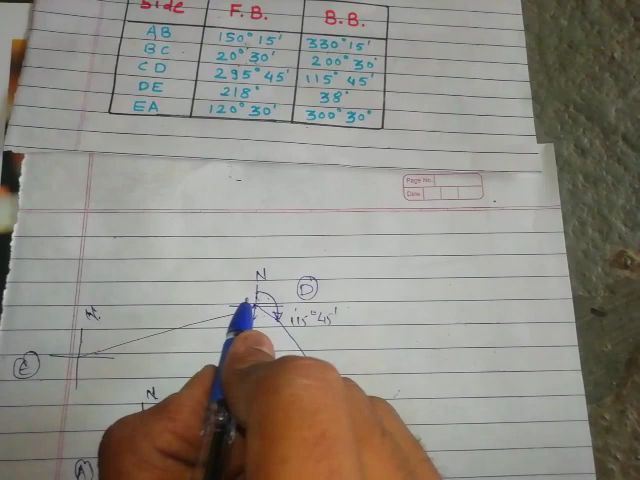 Side F.B. B.B.
AB 150° 15' 330° 15'
BC 20° 30' 200° 30'
CD 295° 45' 115° 45'
DE 218° 38°
EA 120° 30' 300° 30'
Page No.
Date
N
D
115° 45'
N
E
N
A